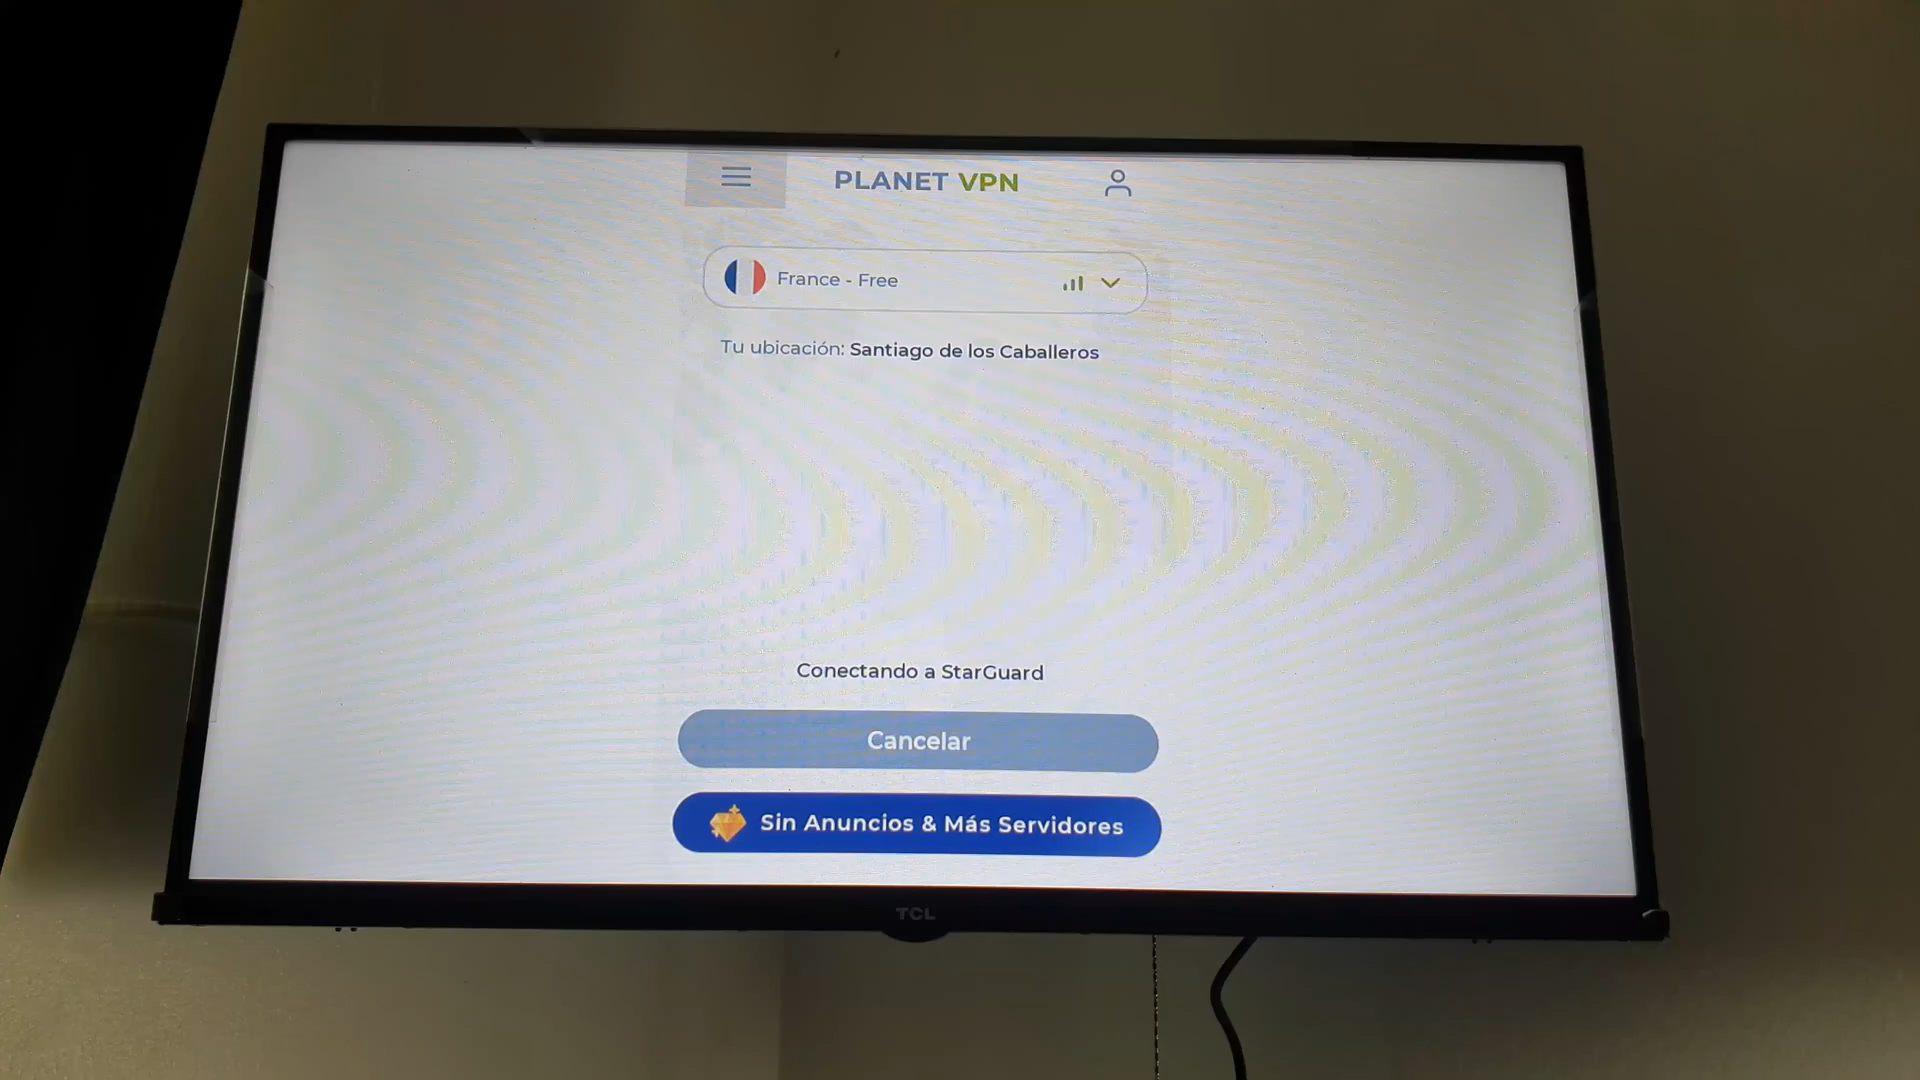 PLANET VPN
France - Free
Tu ubicación: Santiago de los Caballeros
Conectando a StarGuard
Cancelar
Sin Anuncios & Más Servidores
TCL